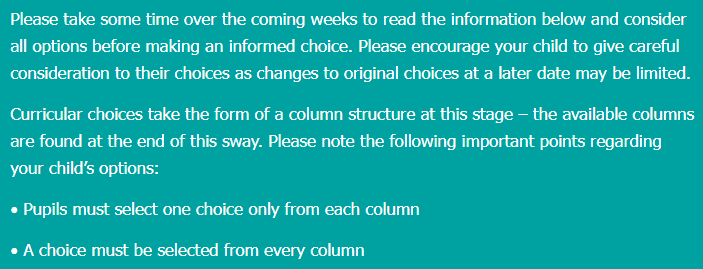 Please take some time over the coming weeks to read the information below and consider
all options before making an informed choice. Please encourage your child to give careful
consideration to their choices as changes to original choices at a later date may be limited.
Curricular choices take the form of a column structure at this stage – the available columns
are found at the end of this sway. Please note the following important points regarding
your child’s options:
• Pupils must select one choice only from each column
• A choice must be selected from every column